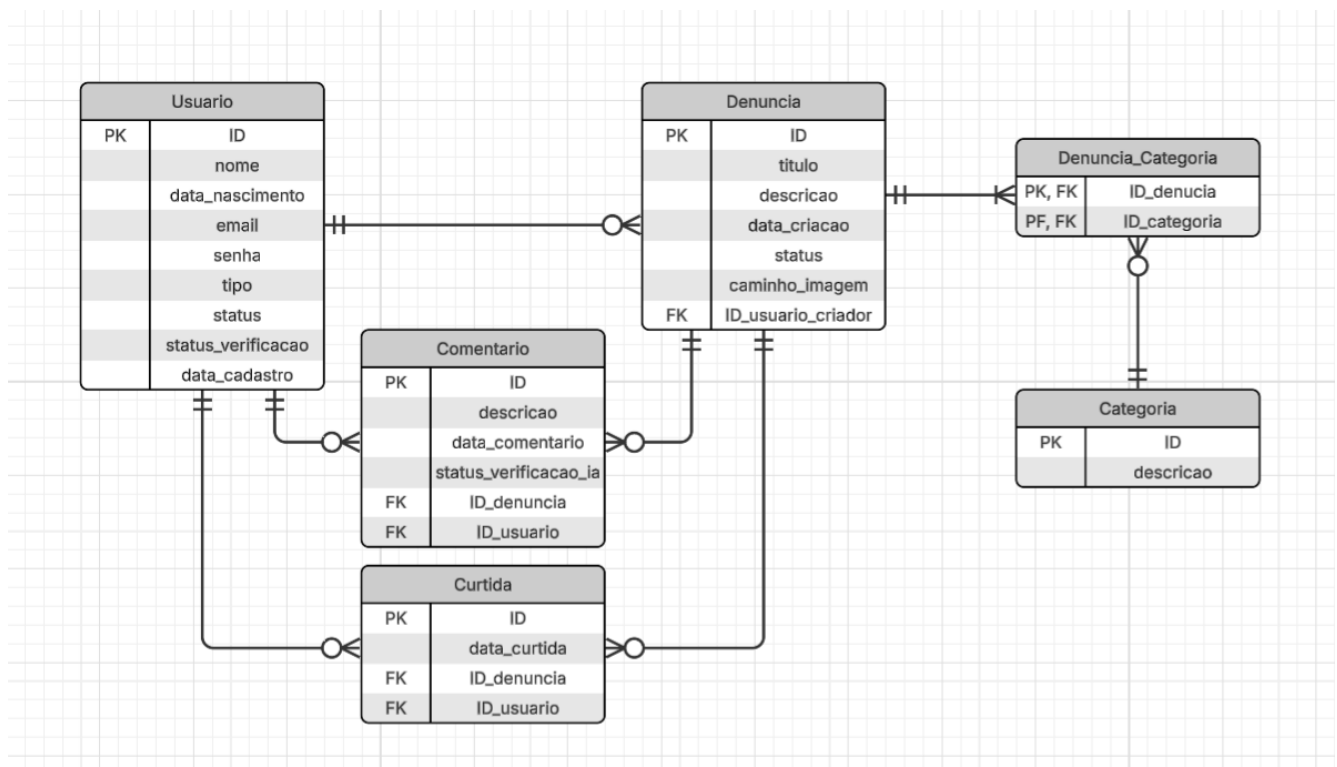 Usuario
PK ID
nome
data_nascimento
email
senha
tipo
status
status_verificacao
data_cadastro
Denuncia
PK ID
titulo
descricao
data_criacao
status
caminho_imagem
FK ID_usuario_criador
Denuncia_Categoria
PK, FK ID_denucia
PF, FK ID_categoria
Comentario
PK ID
descricao
data_comentario
status_verificacao_ia
FK ID_denuncia
FK ID_usuario
Categoria
PK ID
descricao
Curtida
PK ID
data_curtida
FK ID_denuncia
FK ID_usuario